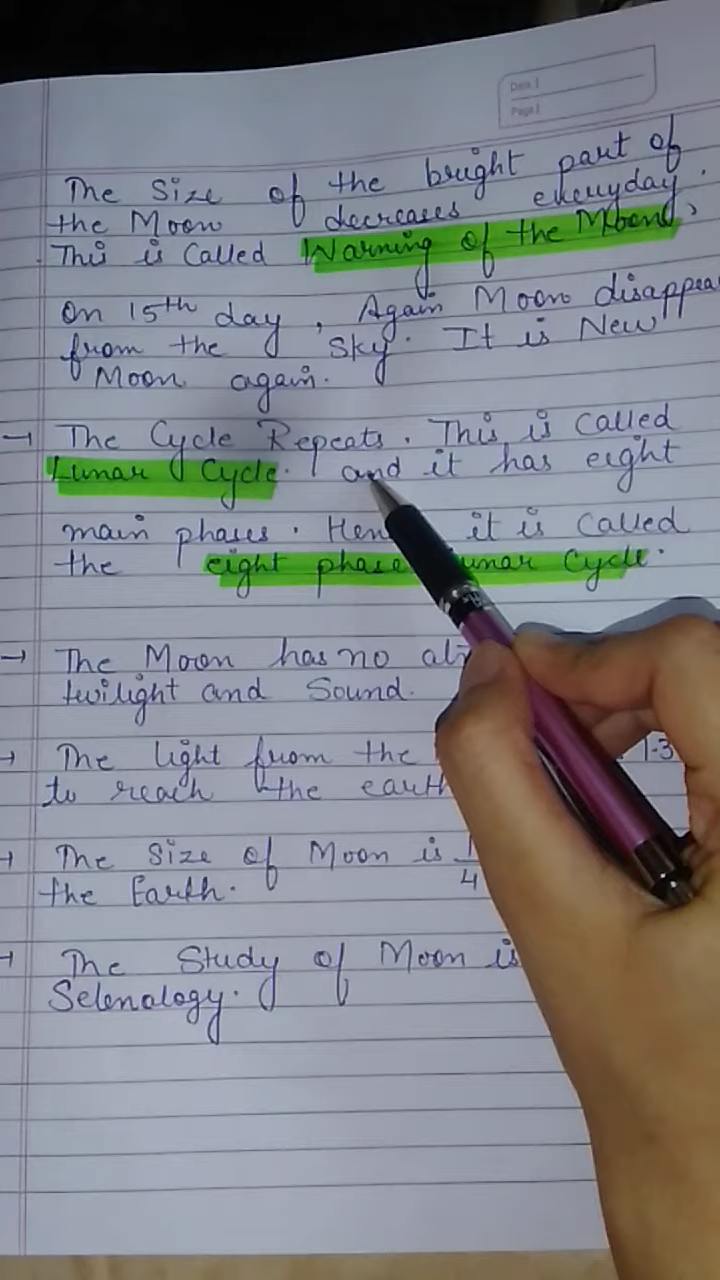 Date |
Page |
The Size of the bright part of
the Moon decreases everyday.
This is Called Warning of the Moon,
On 15th day, Again Moon disappea
from the Sky. It is New
Moon again.
→ The Cycle Repeats. This is called
Lunar Cycle. and it has eight
main phases. Hen it is called
the eight phase unar Cycle.
→ The Moon has no
twilight and Sound.
→ The light from the 1.3
to reach the earth
→ The Size of Moon is 1/4
the Earth.
→ The Study of Moon is
Selenology.